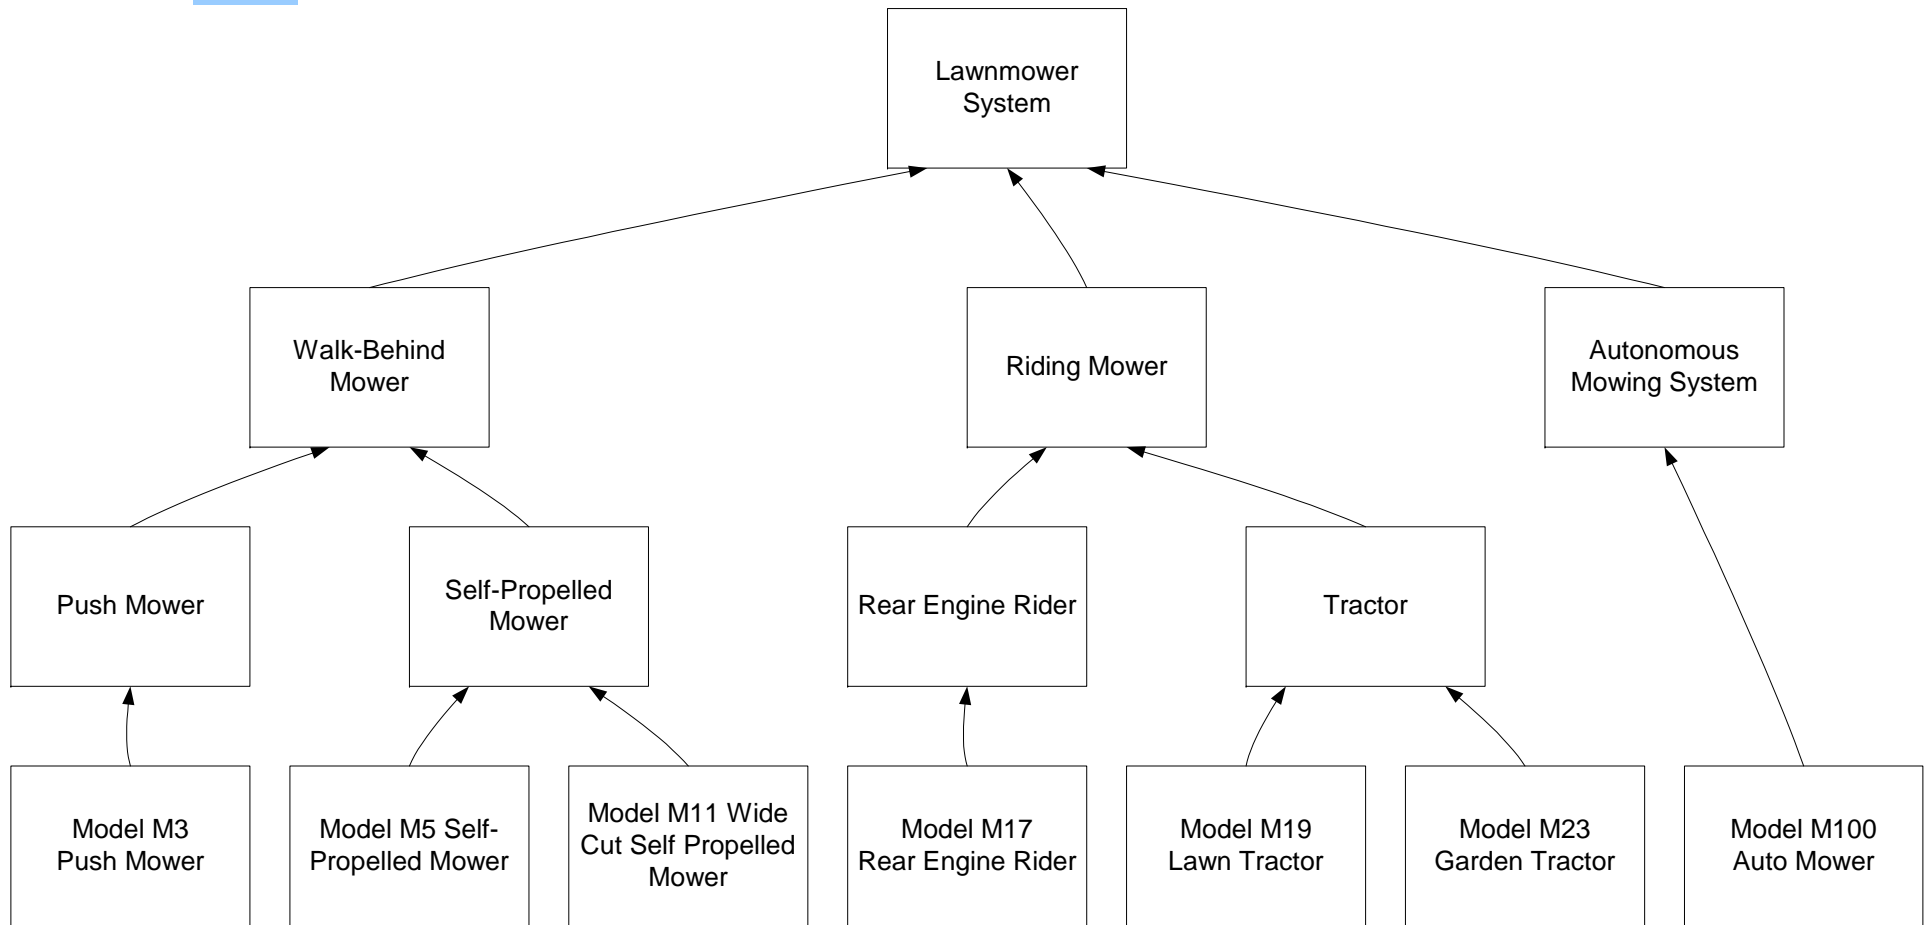 Lawnmower
System
Walk-Behind
Mower
Riding Mower
Autonomous
Mowing System
Push Mower
Self-Propelled
Mower
Rear Engine Rider
Tractor
Model M3
Push Mower
Model M5 Self-
Propelled Mower
Model M11 Wide
Cut Self Propelled
Mower
Model M17
Rear Engine Rider
Model M19
Lawn Tractor
Model M23
Garden Tractor
Model M100
Auto Mower